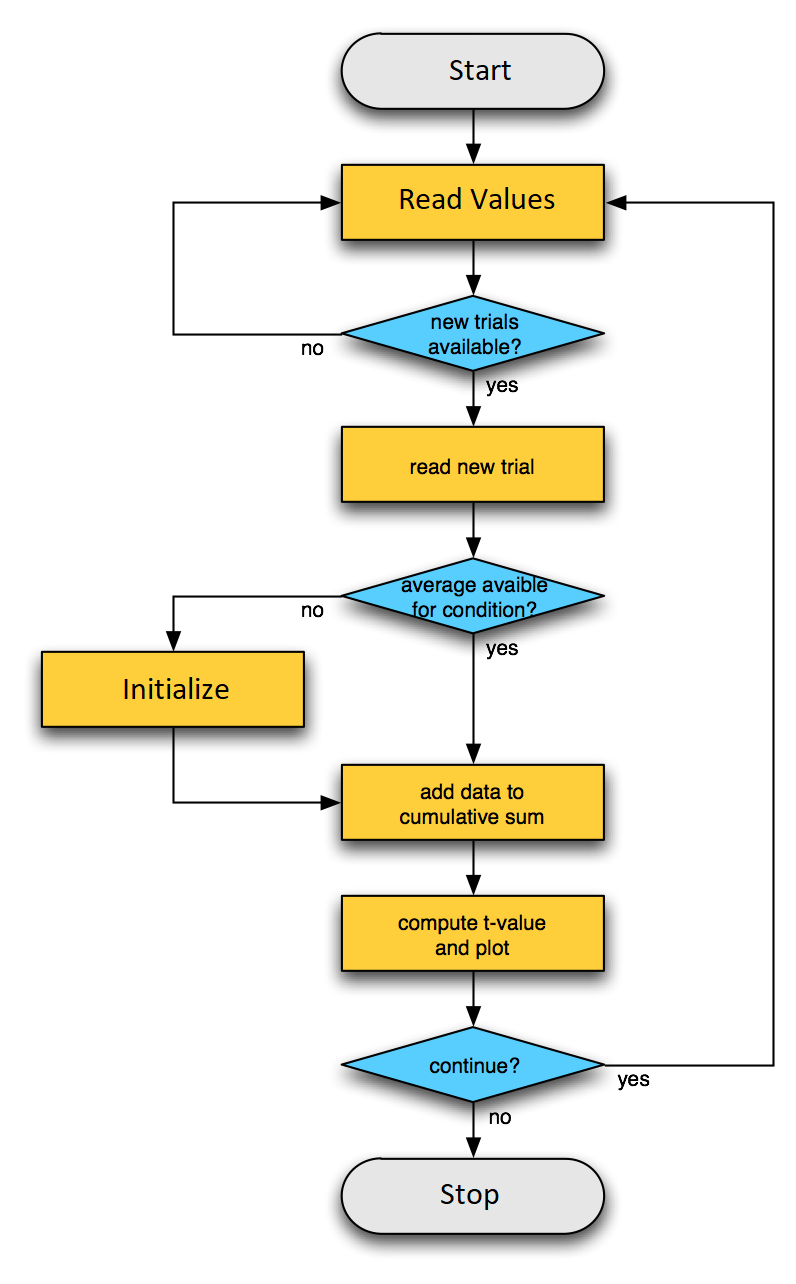 Start
Read Values
new trials
available?
no
yes
read new trial
average avaible
for condition?
no
yes
Initialize
add data to
cumulative sum
compute t-value
and plot
continue?
yes
no
Stop